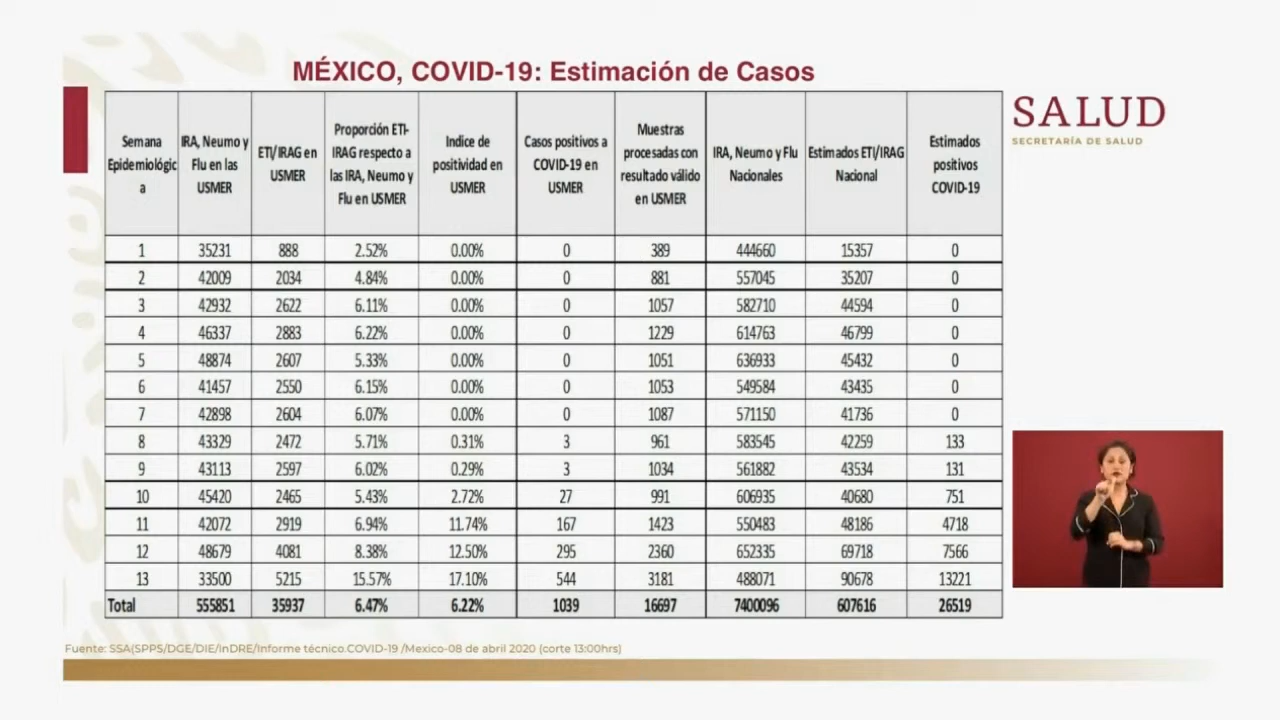 MÉXICO, COVID-19: Estimación de Casos
SALUD
SECRETARÍA DE SALUD
Semana Epidemiológica IRA, Neumo y Flu en las USMER ETI/IRAG en USMER Proporción ETI-IRAG respecto a las IRA, Neumo y Flu en USMER Indice de positividad en USMER Casos positivos a COVID-19 en USMER Muestras procesadas con resultado válido en USMER IRA, Neumo y Flu Nacionales Estimados ETI/IRAG Nacional Estimados positivos COVID-19
1 35231 888 2.52% 0.00% 0 389 444660 15357 0
2 42009 2034 4.84% 0.00% 0 881 557045 35207 0
3 42932 2622 6.11% 0.00% 0 1057 582710 44594 0
4 46337 2883 6.22% 0.00% 0 1229 614763 46799 0
5 48874 2607 5.33% 0.00% 0 1051 636933 45432 0
6 41457 2550 6.15% 0.00% 0 1053 549584 43435 0
7 42898 2604 6.07% 0.00% 0 1087 571150 41736 0
8 43329 2472 5.71% 0.31% 3 961 583545 42259 133
9 43113 2597 6.02% 0.29% 3 1034 561882 43534 131
10 45420 2465 5.43% 2.72% 27 991 606935 40680 751
11 42072 2919 6.94% 11.74% 167 1423 550483 48186 4718
12 48679 4081 8.38% 12.50% 295 2360 652335 69718 7566
13 33500 5215 15.57% 17.10% 544 3181 488071 90678 13221
Total 555851 35937 6.47% 6.22% 1039 16697 7400096 607616 26519
Fuente: SSA(SPPS/DGE/DIE/InDRE/Informe técnico.COVID-19 /Mexico-08 de abril 2020 (corte 13:00hrs)